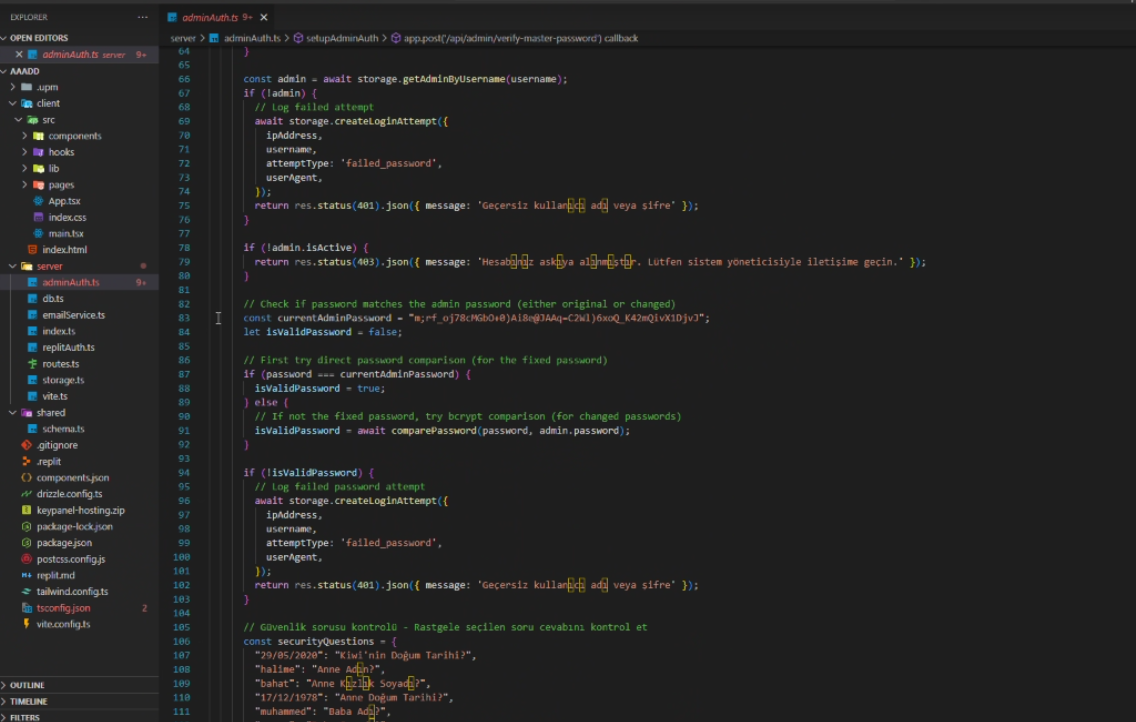 EXPLORER
OPEN EDITORS
adminAuth.ts server 9+
AAADD
.upm
client
src
components
hooks
lib
pages
App.tsx
index.css
main.tsx
index.html
server
adminAuth.ts 9+
db.ts
emailService.ts
index.ts
replitAuth.ts
routes.ts
storage.ts
vite.ts
shared
schema.ts
.gitignore
.replit
components.json
drizzle.config.ts
keypanel-hosting.zip
package-lock.json
package.json
postcss.config.js
replit.md
tailwind.config.ts
tsconfig.json 2
vite.config.ts
OUTLINE
TIMELINE
FILTERS
adminAuth.ts 9+
server > adminAuth.ts > setupAdminAuth > app.post('/api/admin/verify-master-password') callback
64 }
65
66 const admin = await storage.getAdminByUsername(username);
67 if (!admin) {
68 // Log failed attempt
69 await storage.createLoginAttempt({
70 ipAddress,
71 username,
72 attemptType: 'failed_password',
73 userAgent,
74 });
75 return res.status(401).json({ message: 'Geçersiz kullanıcı adı veya şifre' });
76 }
77
78 if (!admin.isActive) {
79 return res.status(403).json({ message: 'Hesabınız askıya alınmıştır. Lütfen sistem yöneticisiyle iletişime geçin.' });
80 }
81
82 // Check if password matches the admin password (either original or changed)
83 const currentAdminPassword = "m;rf_oj78cMGbO+0)Ai8e@JAAq=C2Wl)6xoQ_K42mQivX1DjvJ";
84 let isValidPassword = false;
85
86 // First try direct password comparison (for the fixed password)
87 if (password === currentAdminPassword) {
88 isValidPassword = true;
89 } else {
90 // If not the fixed password, try bcrypt comparison (for changed passwords)
91 isValidPassword = await comparePassword(password, admin.password);
92 }
93
94 if (!isValidPassword) {
95 // Log failed password attempt
96 await storage.createLoginAttempt({
97 ipAddress,
98 username,
99 attemptType: 'failed_password',
100 userAgent,
101 });
102 return res.status(401).json({ message: 'Geçersiz kullanıcı adı veya şifre' });
103 }
104
105 // Güvenlik sorusu kontrolü - Rastgele seçilen soru cevabını kontrol et
106 const securityQuestions = {
107 "29/05/2020": "Kiwi'nin Doğum Tarihi?",
108 "halime": "Anne Adın?",
109 "bahat": "Anne Kızlık Soyadı?",
110 "17/12/1978": "Anne Doğum Tarihi?",
111 "muhammed": "Baba Adı?",